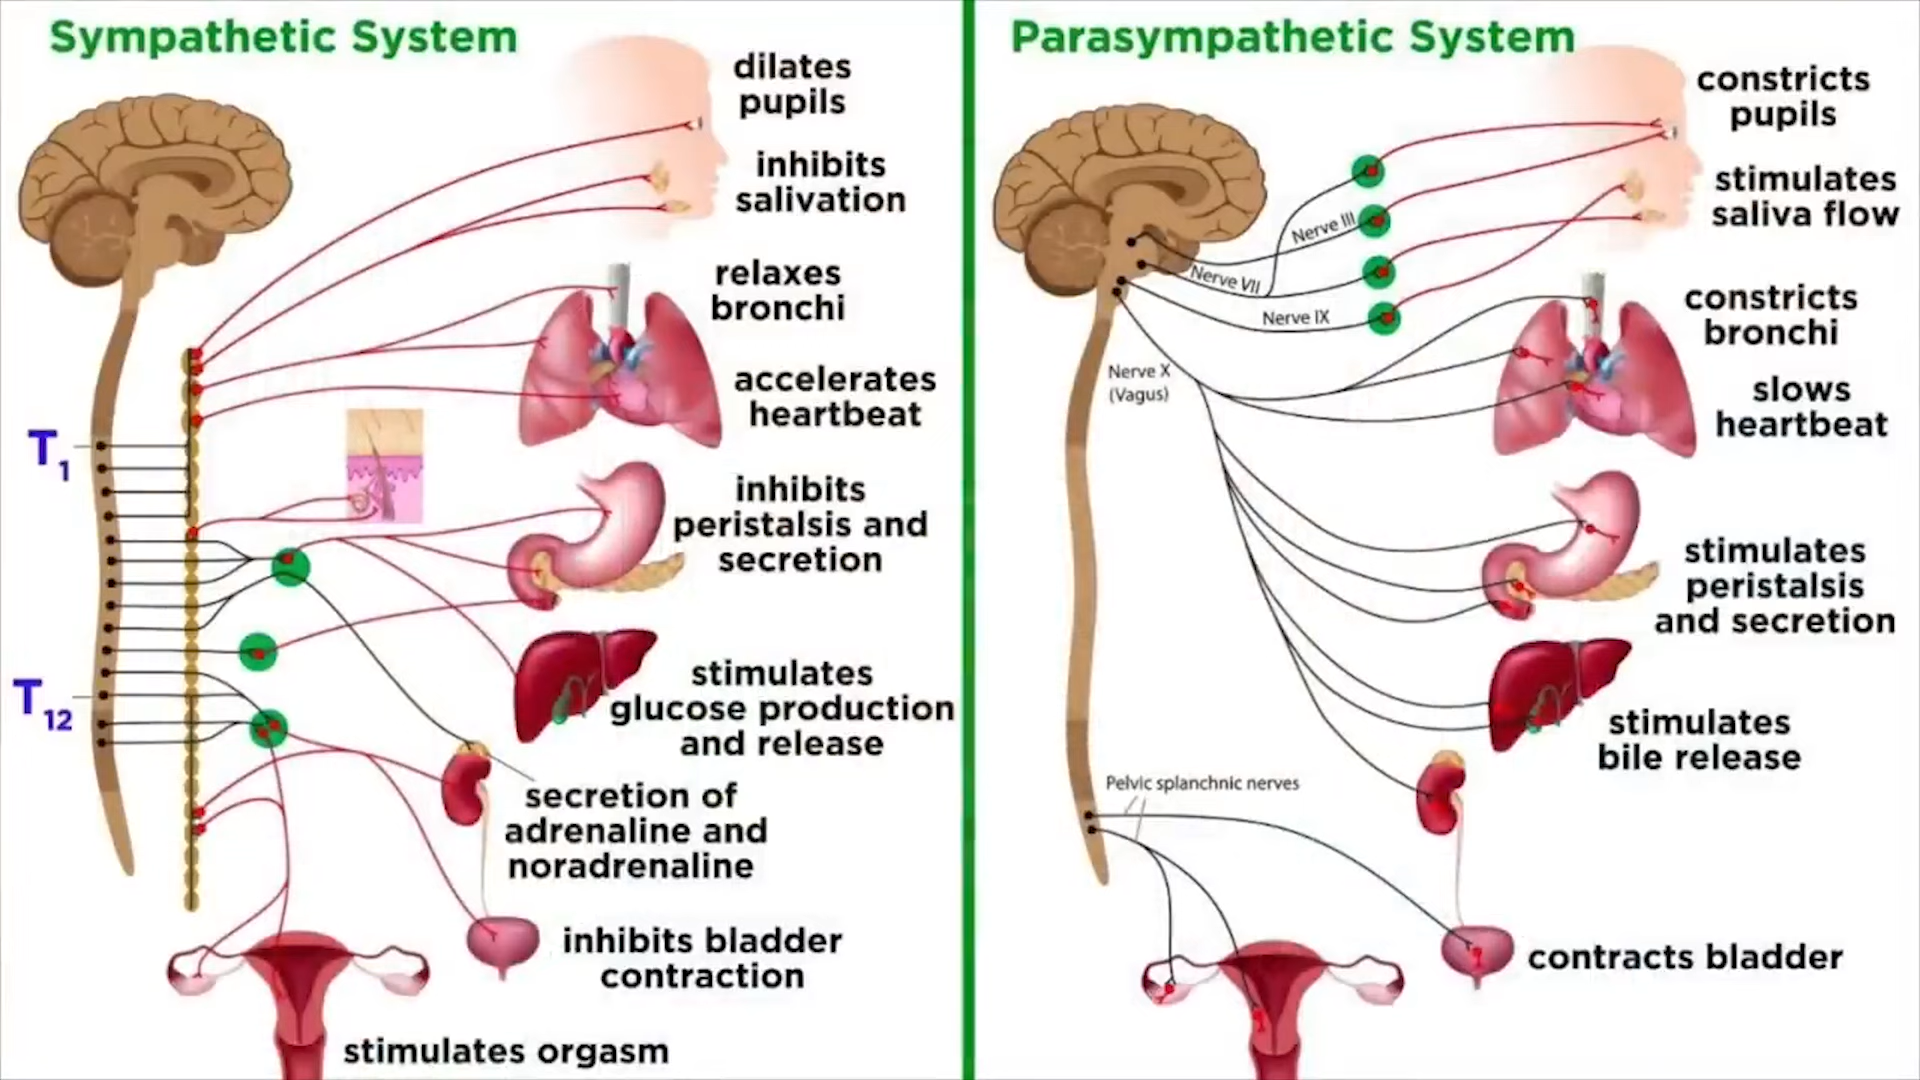 Sympathetic System
dilates
pupils
inhibits
salivation
relaxes
bronchi
accelerates
heartbeat
T1
inhibits
peristalsis and
secretion
T12
stimulates
glucose production
and release
secretion of
adrenaline and
noradrenaline
inhibits bladder
contraction
stimulates orgasm
Parasympathetic System
constricts
pupils
stimulates
saliva flow
Nerve III
Nerve VII
Nerve IX
constricts
bronchi
Nerve X
(Vagus)
slows
heartbeat
stimulates
peristalsis
and secretion
stimulates
bile release
Pelvic splanchnic nerves
contracts bladder